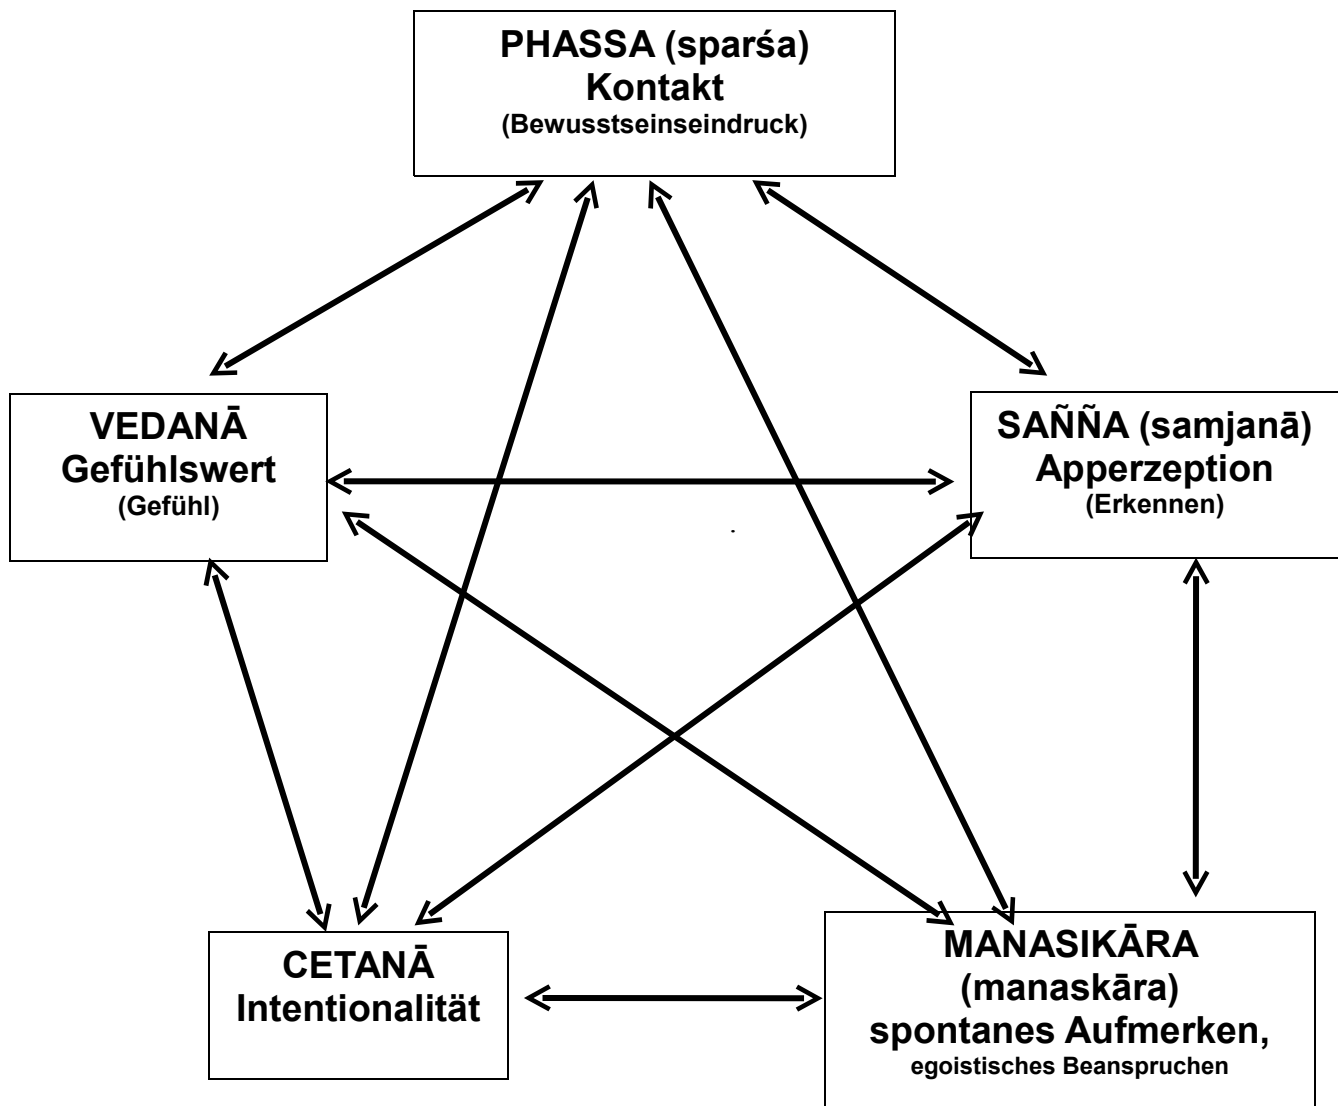 PHASSA (sparśa)
Kontakt
(Bewusstseinseindruck)
VEDANĀ
Gefühlswert
(Gefühl)
SAÑÑA (samjanā)
Apperzeption
(Erkennen)
CETANĀ
Intentionalität
MANASIKĀRA
(manaskāra)
spontanes Aufmerken,
egoistisches Beanspruchen